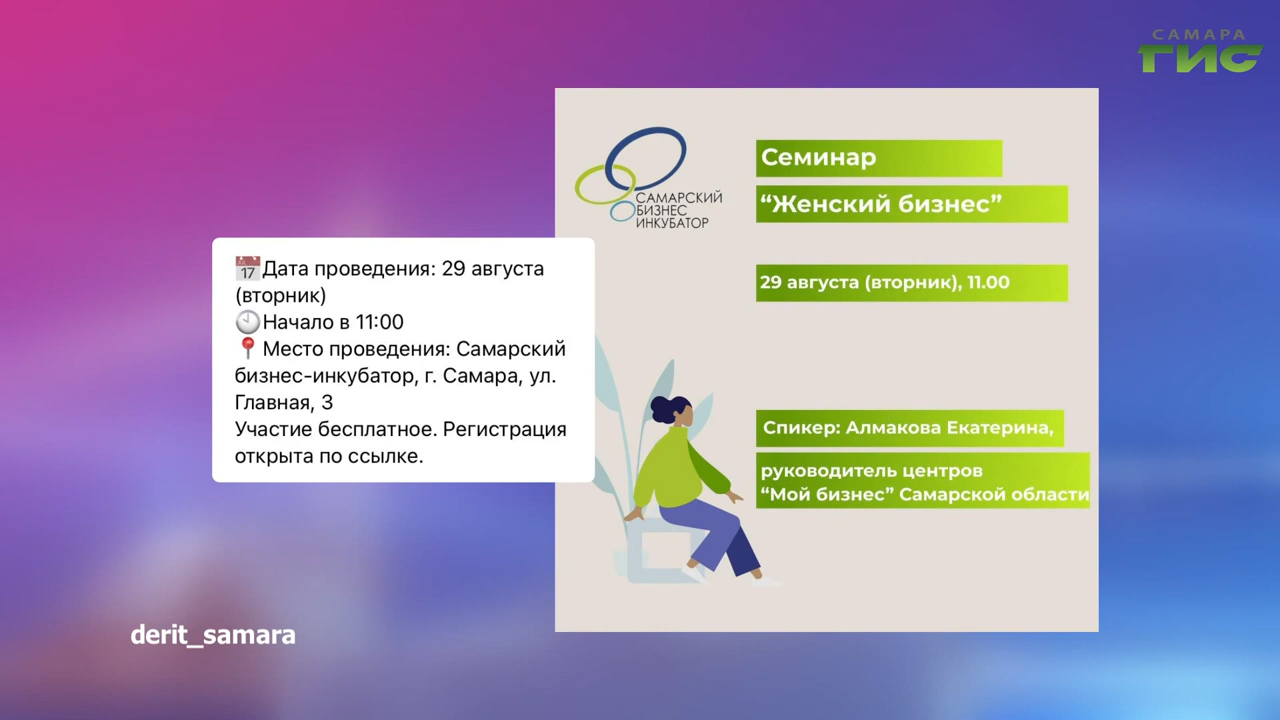 САМАРА
ГИС
САМАРСКИЙ
БИЗНЕС
ИНКУБАТОР
Семинар
“Женский бизнес”
29 августа (вторник), 11.00
Спикер: Алмакова Екатерина,
руководитель центров
“Мой бизнес” Самарской области
17
Дата проведения: 29 августа
(вторник)
Начало в 11:00
Место проведения: Самарский
бизнес-инкубатор, г. Самара, ул.
Главная, 3
Участие бесплатное. Регистрация
открыта по ссылке.
derit_samara